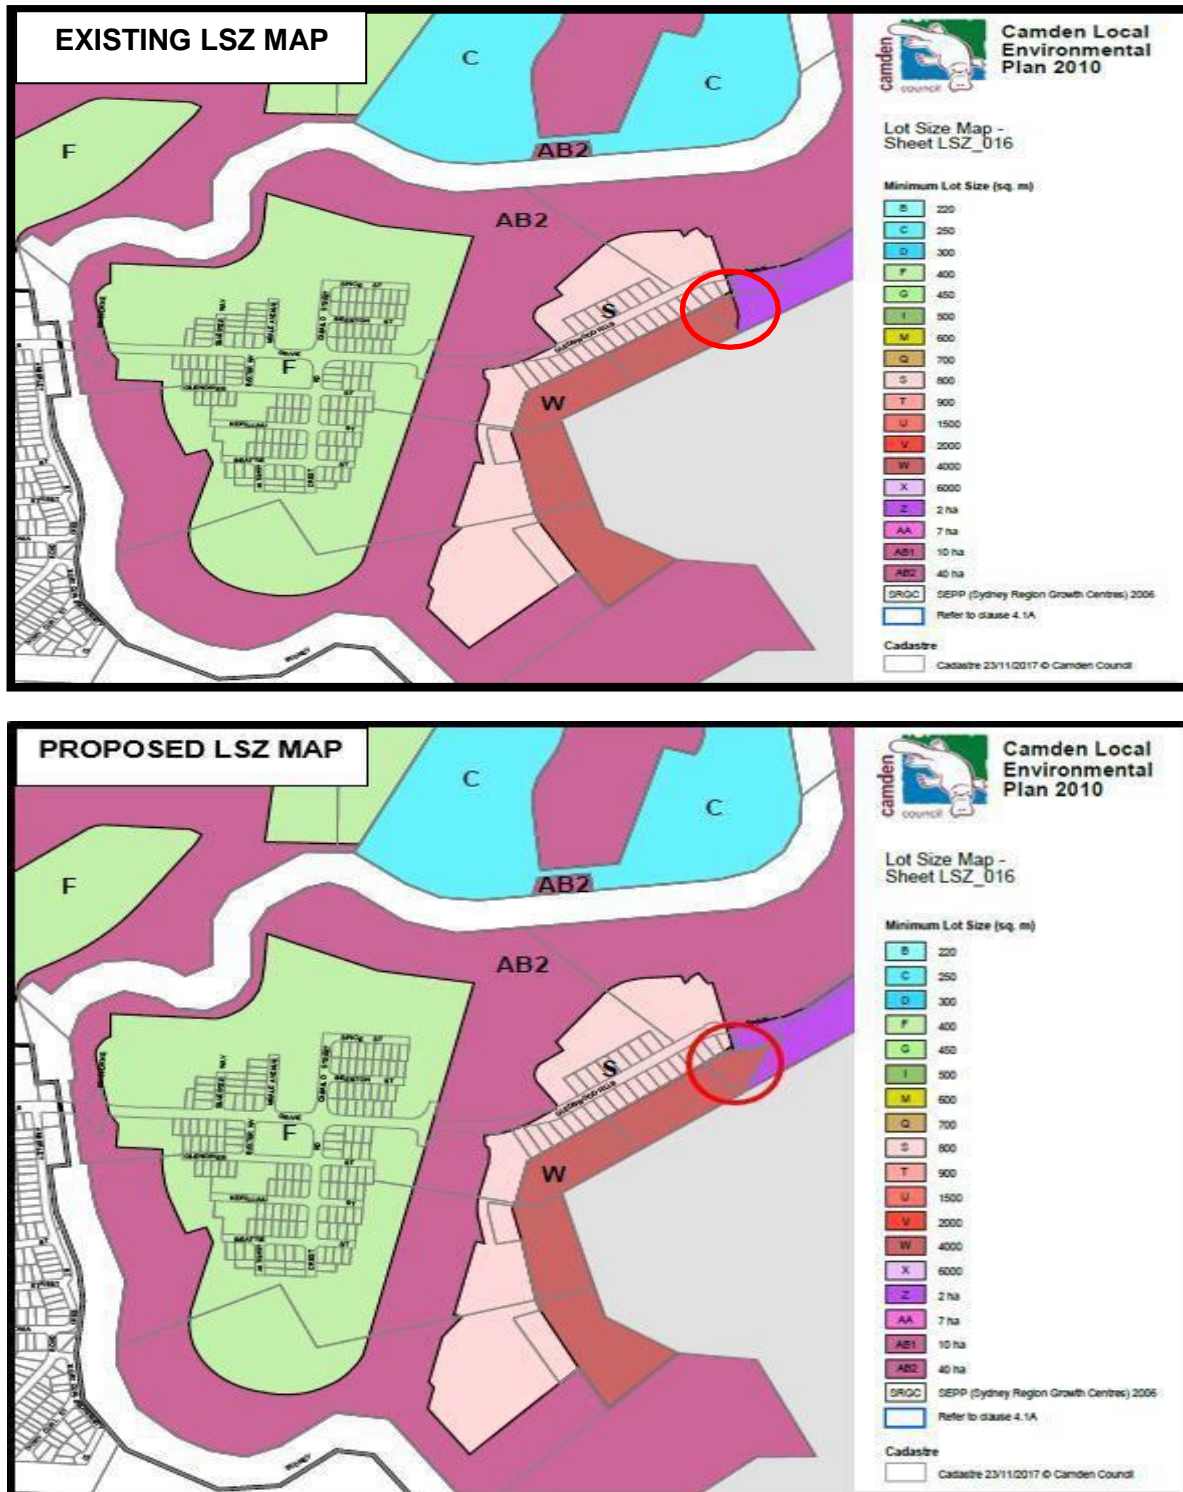 EXISTING LSZ MAP
camden
council
Camden Local
Environmental
Plan 2010
Lot Size Map -
Sheet LSZ_016
Minimum Lot Size (sq. m)
B 220
C 250
D 300
F 400
G 450
I 500
M 600
Q 700
S 800
T 900
U 1500
V 2000
W 4000
X 6000
Z 2 ha
AA 7 ha
AB1 10 ha
AB2 40 ha
SRGC SEPP (Sydney Region Growth Centres) 2006
Refer to clause 4.1A
Cadastre
Cadastre 23/11/2017 © Camden Council
C
C
F
AB2
AB2
S
F
W
PROPOSED LSZ MAP
camden
council
Camden Local
Environmental
Plan 2010
Lot Size Map -
Sheet LSZ_016
Minimum Lot Size (sq. m)
B 220
C 250
D 300
F 400
G 450
I 500
M 600
Q 700
S 800
T 900
U 1500
V 2000
W 4000
X 6000
Z 2 ha
AA 7 ha
AB1 10 ha
AB2 40 ha
SRGC SEPP (Sydney Region Growth Centres) 2006
Refer to clause 4.1A
Cadastre
Cadastre 23/11/2017 © Camden Council
C
C
F
AB2
AB2
S
F
W